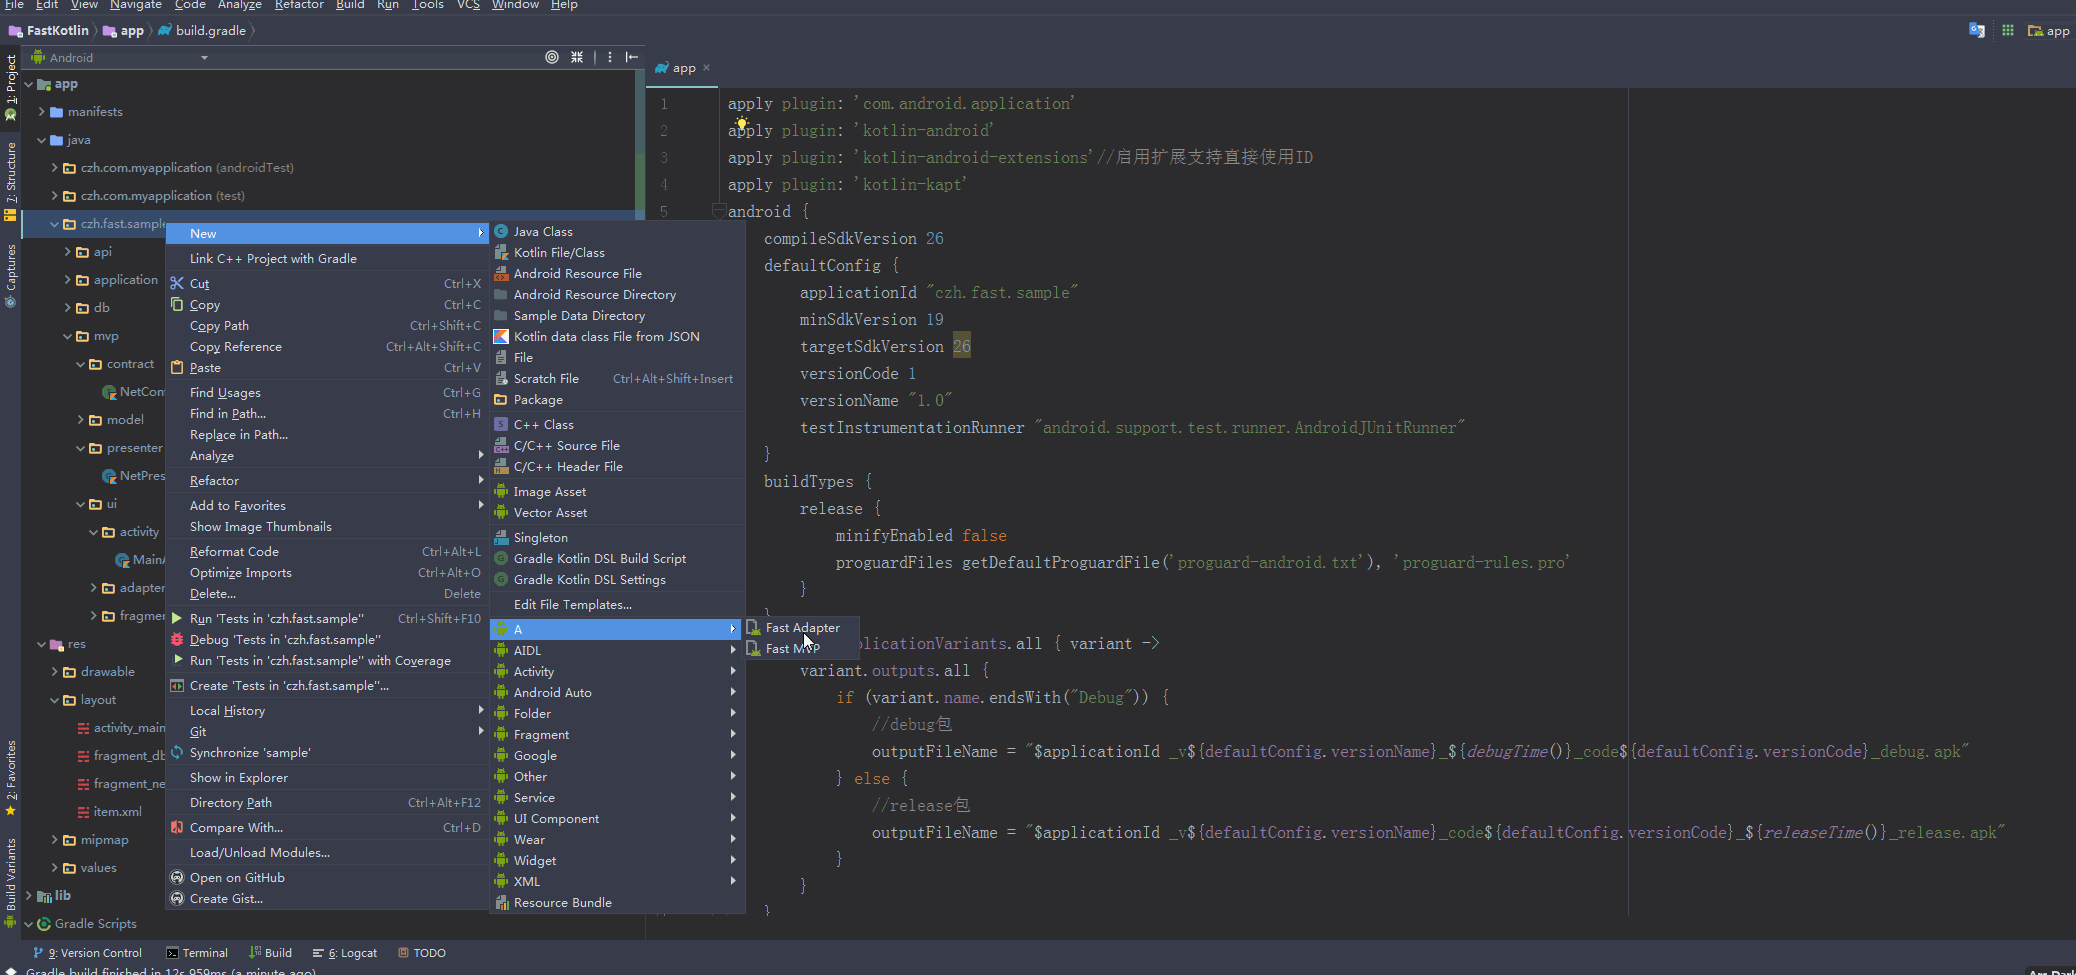 File Edit View Navigate Code Analyze Refactor Build Run Tools VCS Window Help
FastKotlin app build.gradle app
1: Project
7: Structure
Captures
2: Favorites
Build Variants
Android
app
manifests
java
czh.com.myapplication (androidTest)
czh.com.myapplication (test)
czh.fast.sample
api
application
db
mvp
contract
NetCon
model
presenter
NetPres
ui
activity
MainA
adapter
fragmen
res
drawable
layout
activity_main
fragment_db
fragment_ne
item.xml
mipmap
values
lib
Gradle Scripts
New
Link C++ Project with Gradle
Cut Ctrl+X
Copy Ctrl+C
Copy Path Ctrl+Shift+C
Copy Reference Ctrl+Alt+Shift+C
Paste Ctrl+V
Find Usages Ctrl+G
Find in Path... Ctrl+H
Replace in Path...
Analyze
Refactor
Add to Favorites
Show Image Thumbnails
Reformat Code Ctrl+Alt+L
Optimize Imports Ctrl+Alt+O
Delete... Delete
Run 'Tests in 'czh.fast.sample'' Ctrl+Shift+F10
Debug 'Tests in 'czh.fast.sample''
Run 'Tests in 'czh.fast.sample'' with Coverage
Create 'Tests in 'czh.fast.sample''...
Local History
Git
Synchronize 'sample'
Show in Explorer
Directory Path Ctrl+Alt+F12
Compare With... Ctrl+D
Load/Unload Modules...
Open on GitHub
Create Gist...
Java Class
Kotlin File/Class
Android Resource File
Android Resource Directory
Sample Data Directory
Kotlin data class File from JSON
File
Scratch File Ctrl+Alt+Shift+Insert
Package
C++ Class
C/C++ Source File
C/C++ Header File
Image Asset
Vector Asset
Singleton
Gradle Kotlin DSL Build Script
Gradle Kotlin DSL Settings
Edit File Templates...
A
AIDL
Activity
Android Auto
Folder
Fragment
Google
Other
Service
UI Component
Wear
Widget
XML
Resource Bundle
Fast Adapter
Fast MVP
app
1 apply plugin: 'com.android.application'
2 apply plugin: 'kotlin-android'
3 apply plugin: 'kotlin-android-extensions'//启用扩展支持直接使用ID
4 apply plugin: 'kotlin-kapt'
5 android {
compileSdkVersion 26
defaultConfig {
applicationId "czh.fast.sample"
minSdkVersion 19
targetSdkVersion 26
versionCode 1
versionName "1.0"
testInstrumentationRunner "android.support.test.runner.AndroidJUnitRunner"
}
buildTypes {
release {
minifyEnabled false
proguardFiles getDefaultProguardFile('proguard-android.txt'), 'proguard-rules.pro'
}
}
plicationVariants.all { variant ->
variant.outputs.all {
if (variant.name.endsWith("Debug")) {
//debug包
outputFileName = "$applicationId _v${defaultConfig.versionName}_${debugTime()}_code${defaultConfig.versionCode}_debug.apk"
} else {
//release包
outputFileName = "$applicationId _v${defaultConfig.versionName}_code${defaultConfig.versionCode}_${releaseTime()}_release.apk"
}
}
}
9: Version Control Terminal Build 6: Logcat TODO
Gradle build finished in 12s 959ms (a minute ago)